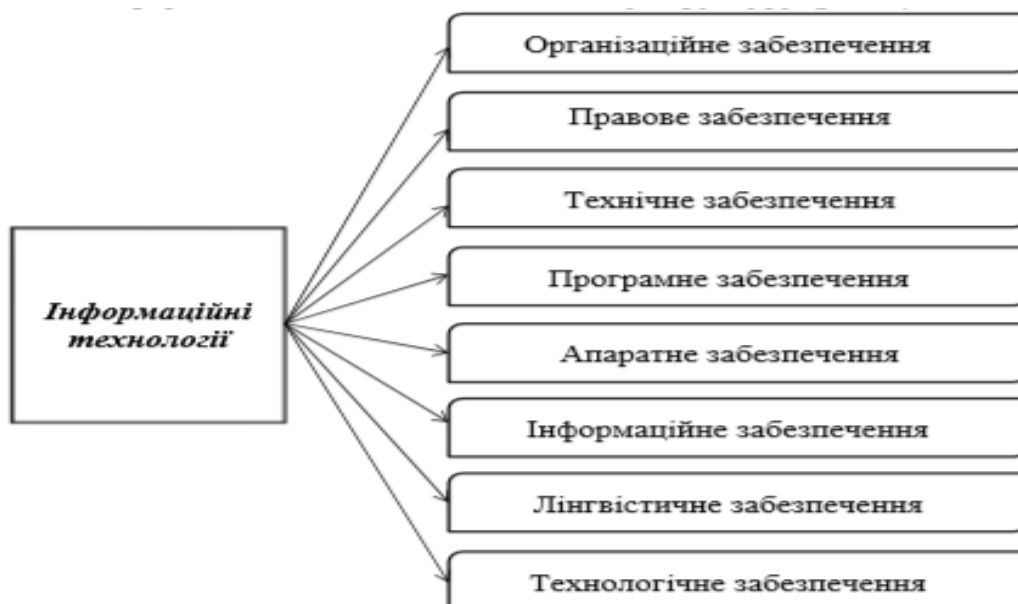 Організаційне забезпечення
Правове забезпечення
Технічне забезпечення
Програмне забезпечення
Інформаційні
технології
Апаратне забезпечення
Інформаційне забезпечення
Лінгвістичне забезпечення
Технологічне забезпечення